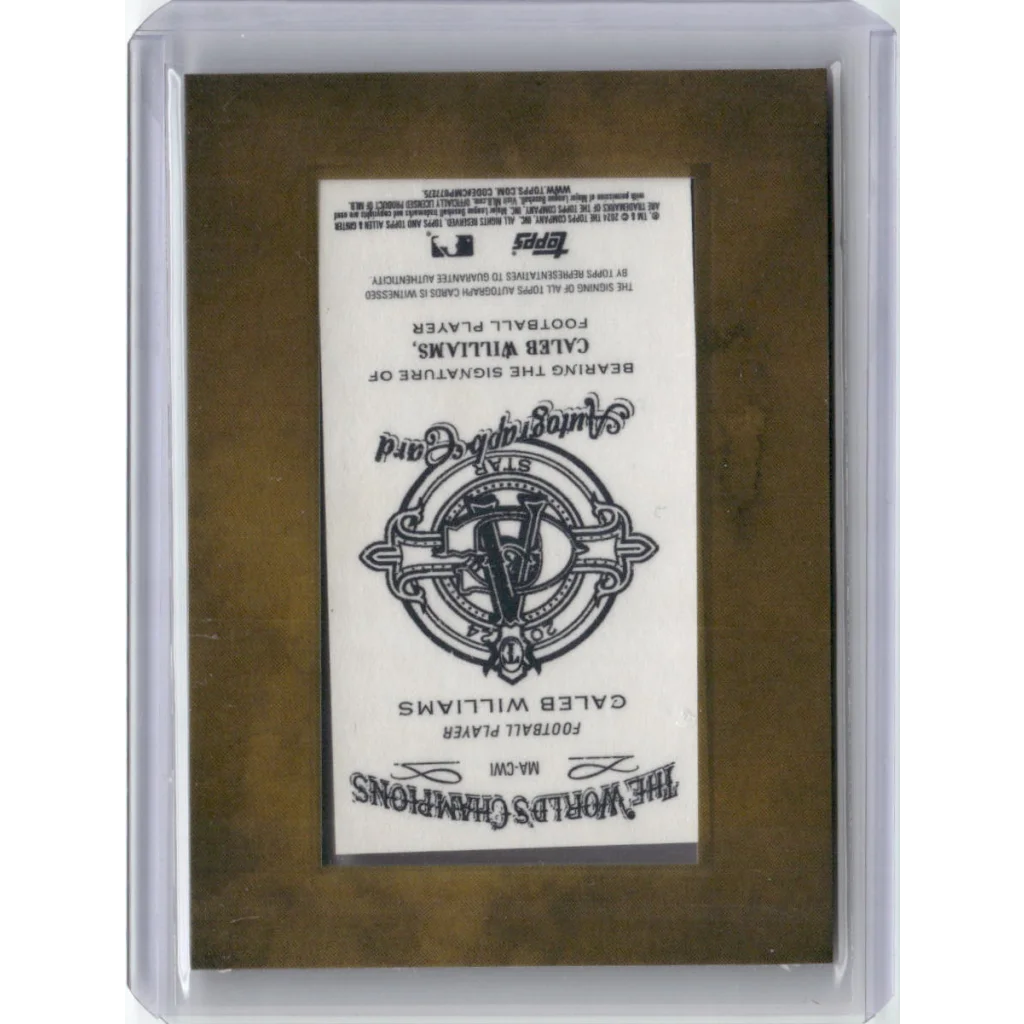 THE WORLD'S CHAMPIONS
MA-CWI
FOOTBALL PLAYER
CALEB WILLIAMS
T
20 24
STAR
Autograph Card
BEARING THE SIGNATURE OF
CALEB WILLIAMS,
FOOTBALL PLAYER
THE SIGNING OF ALL TOPPS AUTOGRAPH CARDS IS WITNESSED
BY TOPPS REPRESENTATIVES TO GUARANTEE AUTHENTICITY.
topps
®, TM & © 2024 THE TOPPS COMPANY, INC. ALL RIGHTS RESERVED. TOPPS AND TOPPS ALLEN & GINTER
ARE TRADEMARKS OF THE TOPPS COMPANY, INC. Major League Baseball trademarks and copyrights are used
with permission of Major League Baseball. Visit MLB.com. OFFICIALLY LICENSED PRODUCT OF MLB.
WWW.TOPPS.COM. CODE#CMP077275.